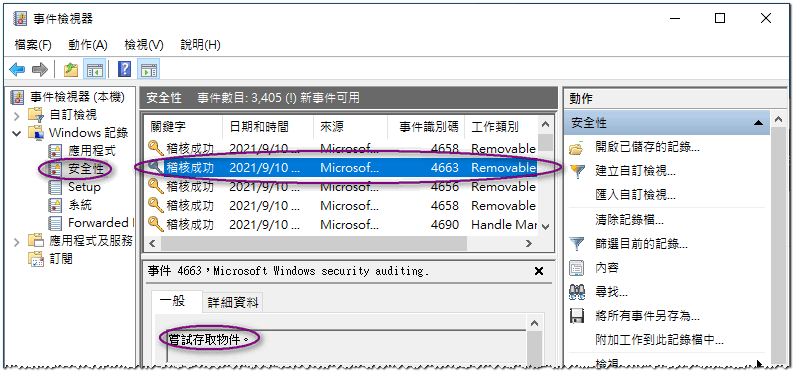 事件檢視器
檔案(F) 動作(A) 檢視(V) 說明(H)
事件檢視器 (本機)
自訂檢視
Windows 記錄
應用程式
安全性
Setup
系統
Forwarded
應用程式及服務
訂閱
安全性 事件數目: 3,405 (!) 新事件可用
關鍵字 日期和時間 來源 事件識別碼 工作類別
稽核成功 2021/9/10 ... Microsof... 4658 Removable
稽核成功 2021/9/10 ... Microsof... 4663 Removable
稽核成功 2021/9/10 ... Microsof... 4656 Removable
稽核成功 2021/9/10 ... Microsof... 4658 Removable
稽核成功 2021/9/10 ... Microsof... 4690 Handle Mar
事件 4663，Microsoft Windows security auditing.
一般 詳細資料
嘗試存取物件。
動作
安全性
開啟已儲存的記錄...
建立自訂檢視...
匯入自訂檢視...
清除記錄檔...
篩選目前的記錄...
內容
尋找...
將所有事件另存為...
附加工作到此記錄檔中...
檢視